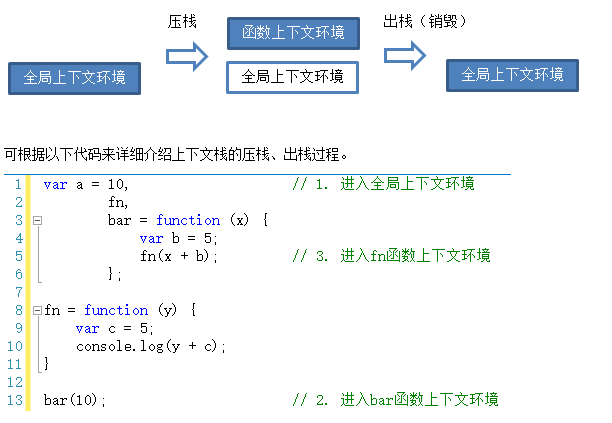 压栈
出栈（销毁）
函数上下文环境
全局上下文环境
全局上下文环境
全局上下文环境
可根据以下代码来详细介绍上下文栈的压栈、出栈过程。
1 var a = 10, // 1. 进入全局上下文环境
2 fn,
3 bar = function (x) {
4 var b = 5;
5 fn(x + b); // 3. 进入fn函数上下文环境
6 };
7
8 fn = function (y) {
9 var c = 5;
10 console.log(y + c);
11 }
12
13 bar(10); // 2. 进入bar函数上下文环境